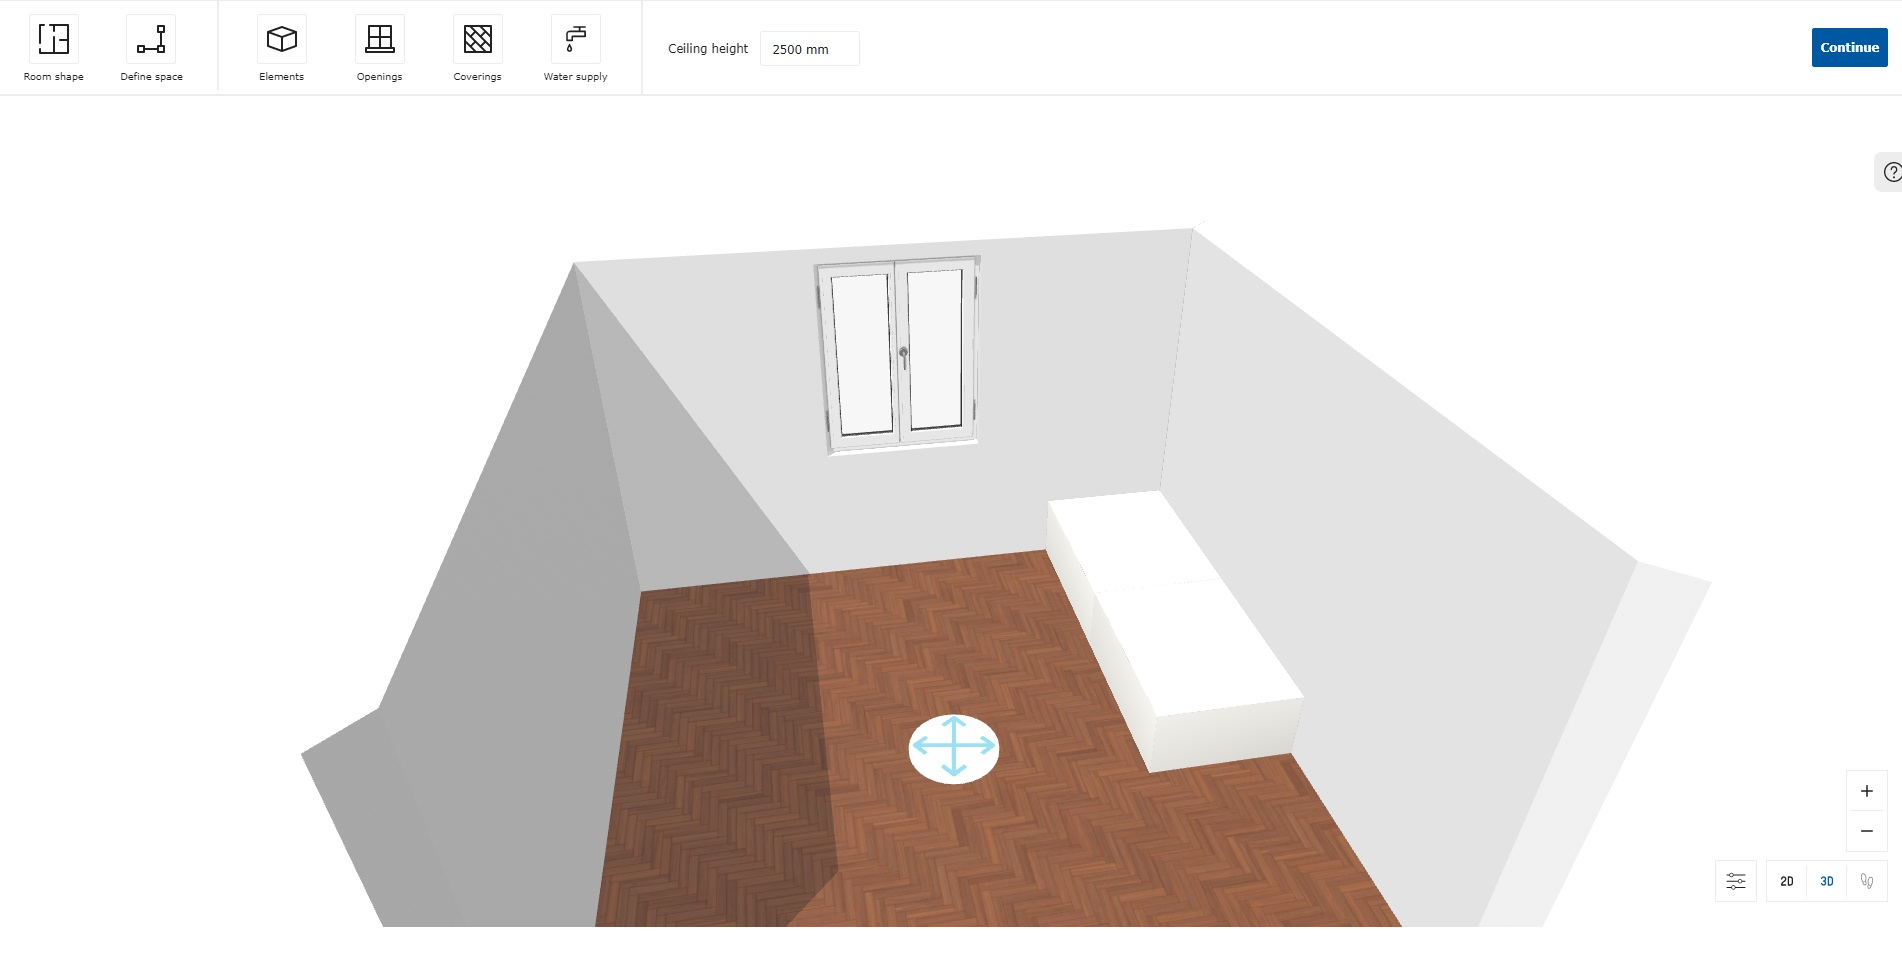 Room shape
Define space
Elements
Openings
Coverings
Water supply
Ceiling height
2500 mm
Continue
?
+
−
2D
3D